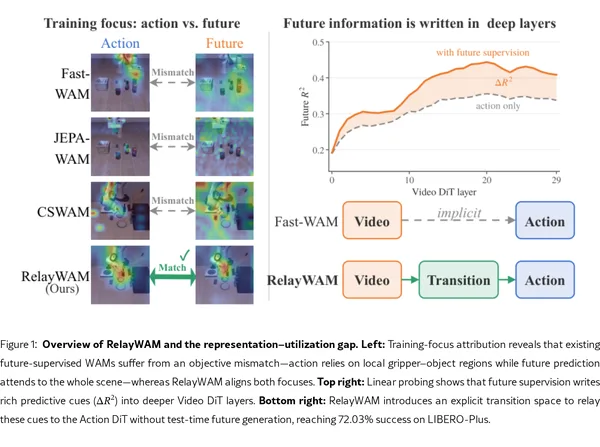 Training focus: action vs. future
Action
Future
Fast-
WAM
Mismatch
JEPA-
WAM
Mismatch
CSWAM
Mismatch
RelayWAM
(Ours)
✓
Match
Future information is written in deep layers
with future supervision
ΔR²
action only
Future R²
0.5
0.4
0.3
0.2
0
10
20
29
Video DiT layer
Fast-WAM
Video
implicit
Action
RelayWAM
Video
Transition
Action
Figure 1: Overview of RelayWAM and the representation–utilization gap. Left: Training-focus attribution reveals that existing
future-supervised WAMs suffer from an objective mismatch—action relies on local gripper–object regions while future prediction
attends to the whole scene—whereas RelayWAM aligns both focuses. Top right: Linear probing shows that future supervision writes
rich predictive cues (ΔR²) into deeper Video DiT layers. Bottom right: RelayWAM introduces an explicit transition space to relay
these cues to the Action DiT without test-time future generation, reaching 72.03% success on LIBERO-Plus.